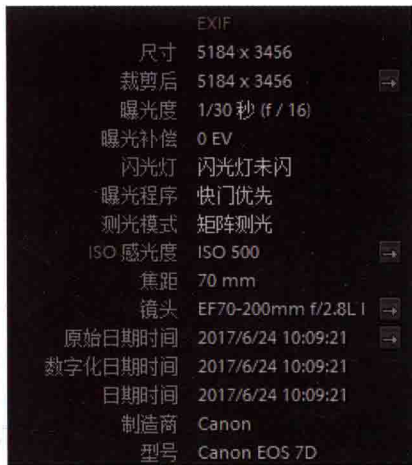 EXIF
尺寸 5184 x 3456
裁剪后 5184 x 3456
曝光度 1/30 秒 (f / 16)
曝光补偿 0 EV
闪光灯 闪光灯未闪
曝光程序 快门优先
测光模式 矩阵测光
ISO 感光度 ISO 500
焦距 70 mm
镜头 EF70-200mm f/2.8L I
原始日期时间 2017/6/24 10:09:21
数字化日期时间 2017/6/24 10:09:21
日期时间 2017/6/24 10:09:21
制造商 Canon
型号 Canon EOS 7D